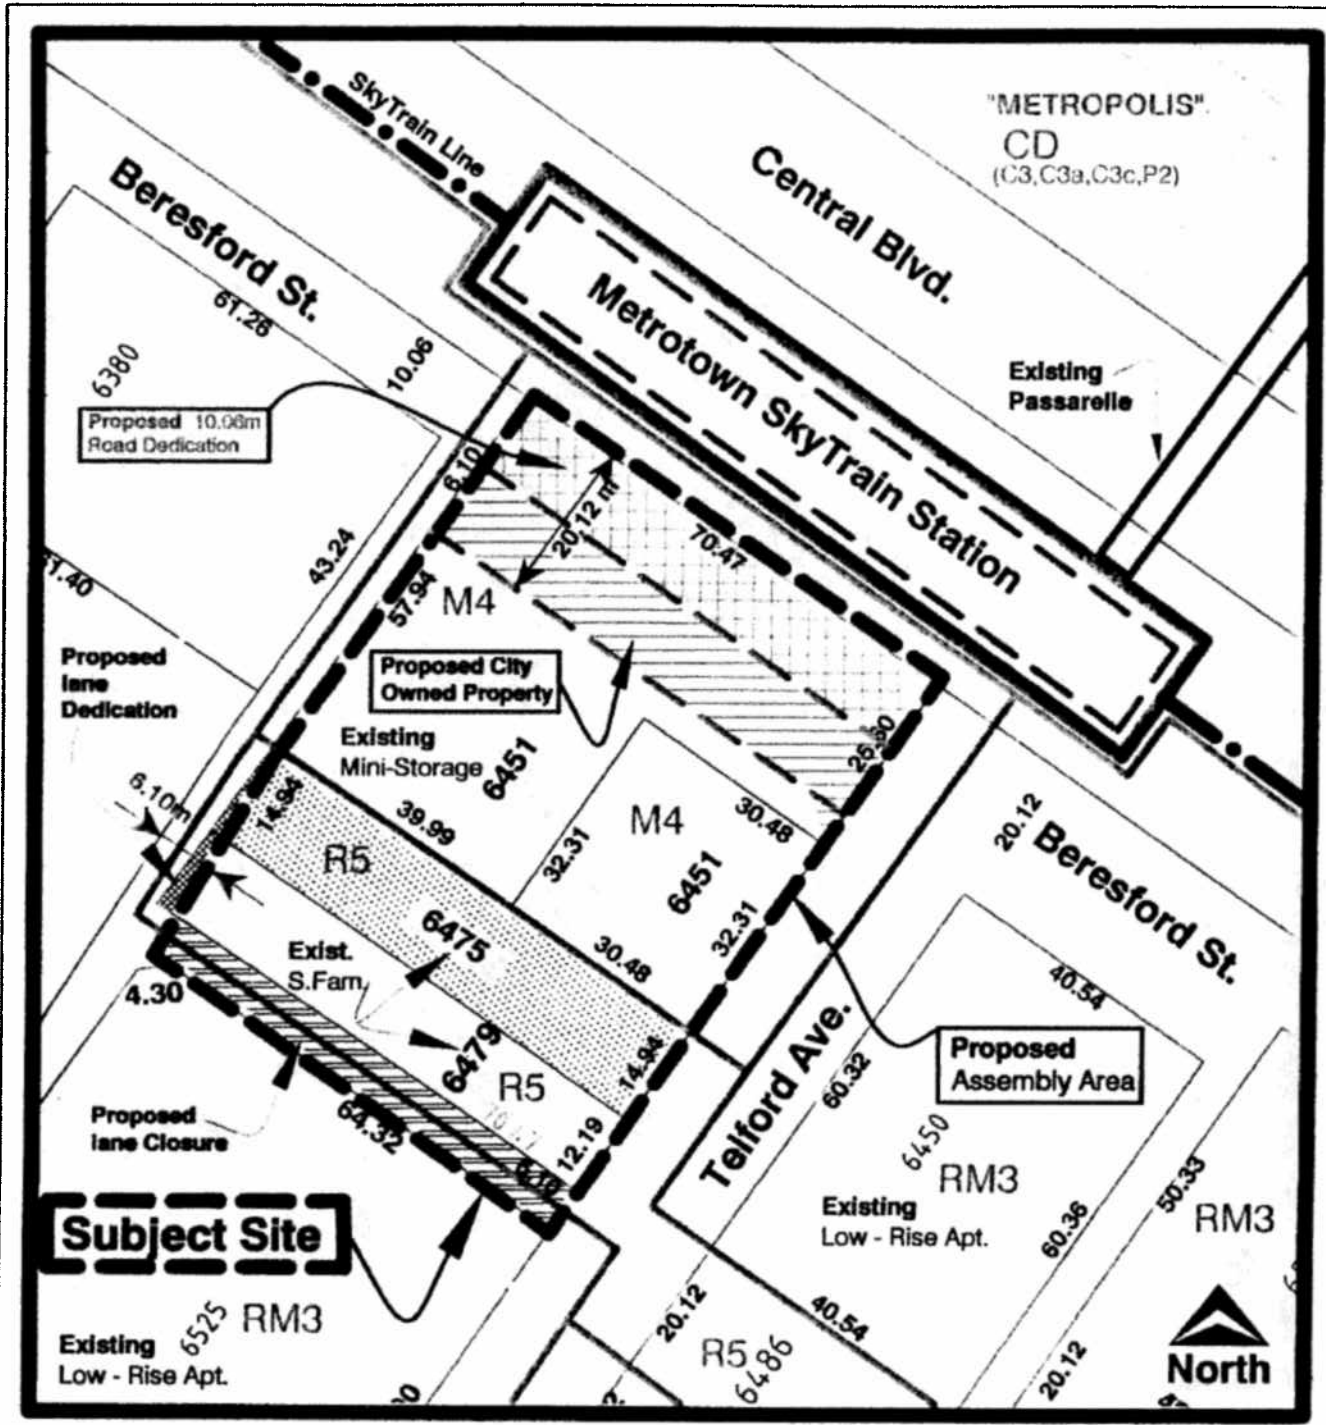 "METROPOLIS"
CD
(C3,C3a,C3c,P2)
SkyTrain Line
Central Blvd.
Beresford St.
61.26
Metrotown SkyTrain Station
Existing
Passarelle
6380
10.06
Proposed 10.06m
Road Dedication
6.10
20.12 m
70.47
43.24
57.94
M4
Proposed
lane
Dedication
Proposed City
Owned Property
Existing
Mini-Storage
6451
26.30
6.10m
14.94
39.99
32.31
M4
30.48
6451
20.12
Beresford St.
R5
6475
30.48
32.31
40.54
Exist.
S.Fam.
4.30
6479
R5
14.94
Telford Ave.
60.32
Proposed
Assembly Area
Proposed
lane Closure
64.32
12.19
6.10
6450
RM3
Existing
Low - Rise Apt.
60.36
50.33
RM3
Subject Site
6525
RM3
Existing
Low - Rise Apt.
20.12
R5
6486
40.54
20.12
North